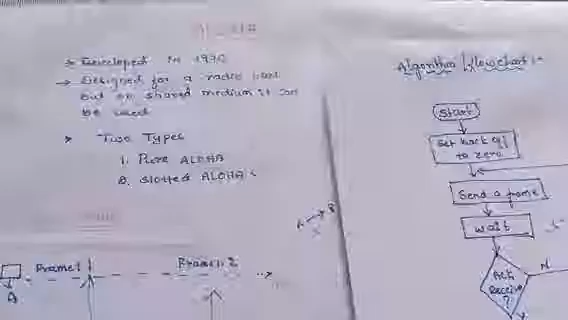 ALOHA
→ Developed in 1970
→ Designed for a radio LAN
but on shared medium it can
be used
→ Two Types
1. Pure ALOHA
2. Slotted ALOHA
A → B
Frame 1
Frame 2
A
Algorithm / flowchart :-
Start
Set back off
to zero
Send a frame
wait
Ack
Receive
?
N
Y